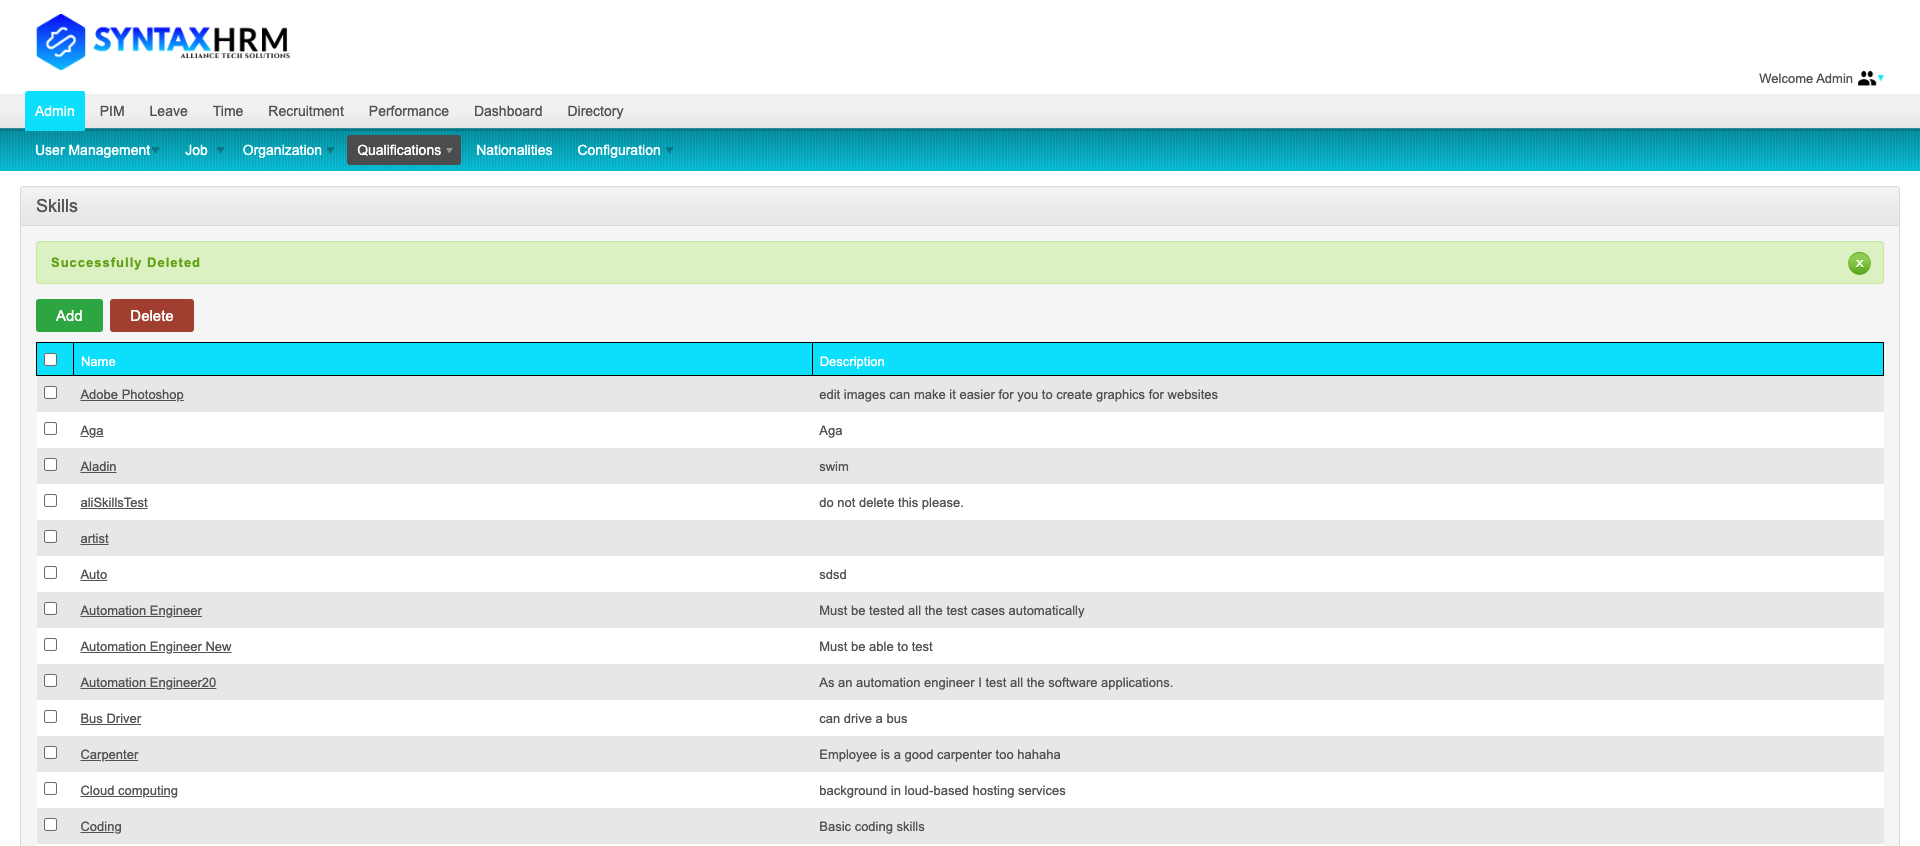 SYNTAXHRM
ALLIANCE TECH SOLUTIONS
Welcome Admin
Admin PIM Leave Time Recruitment Performance Dashboard Directory
User Management Job Organization Qualifications Nationalities Configuration
Skills
Successfully Deleted x
Add Delete
Name Description
Adobe Photoshop edit images can make it easier for you to create graphics for websites
Aga Aga
Aladin swim
aliSkillsTest do not delete this please.
artist
Auto sdsd
Automation Engineer Must be tested all the test cases automatically
Automation Engineer New Must be able to test
Automation Engineer20 As an automation engineer I test all the software applications.
Bus Driver can drive a bus
Carpenter Employee is a good carpenter too hahaha
Cloud computing background in loud-based hosting services
Coding Basic coding skills